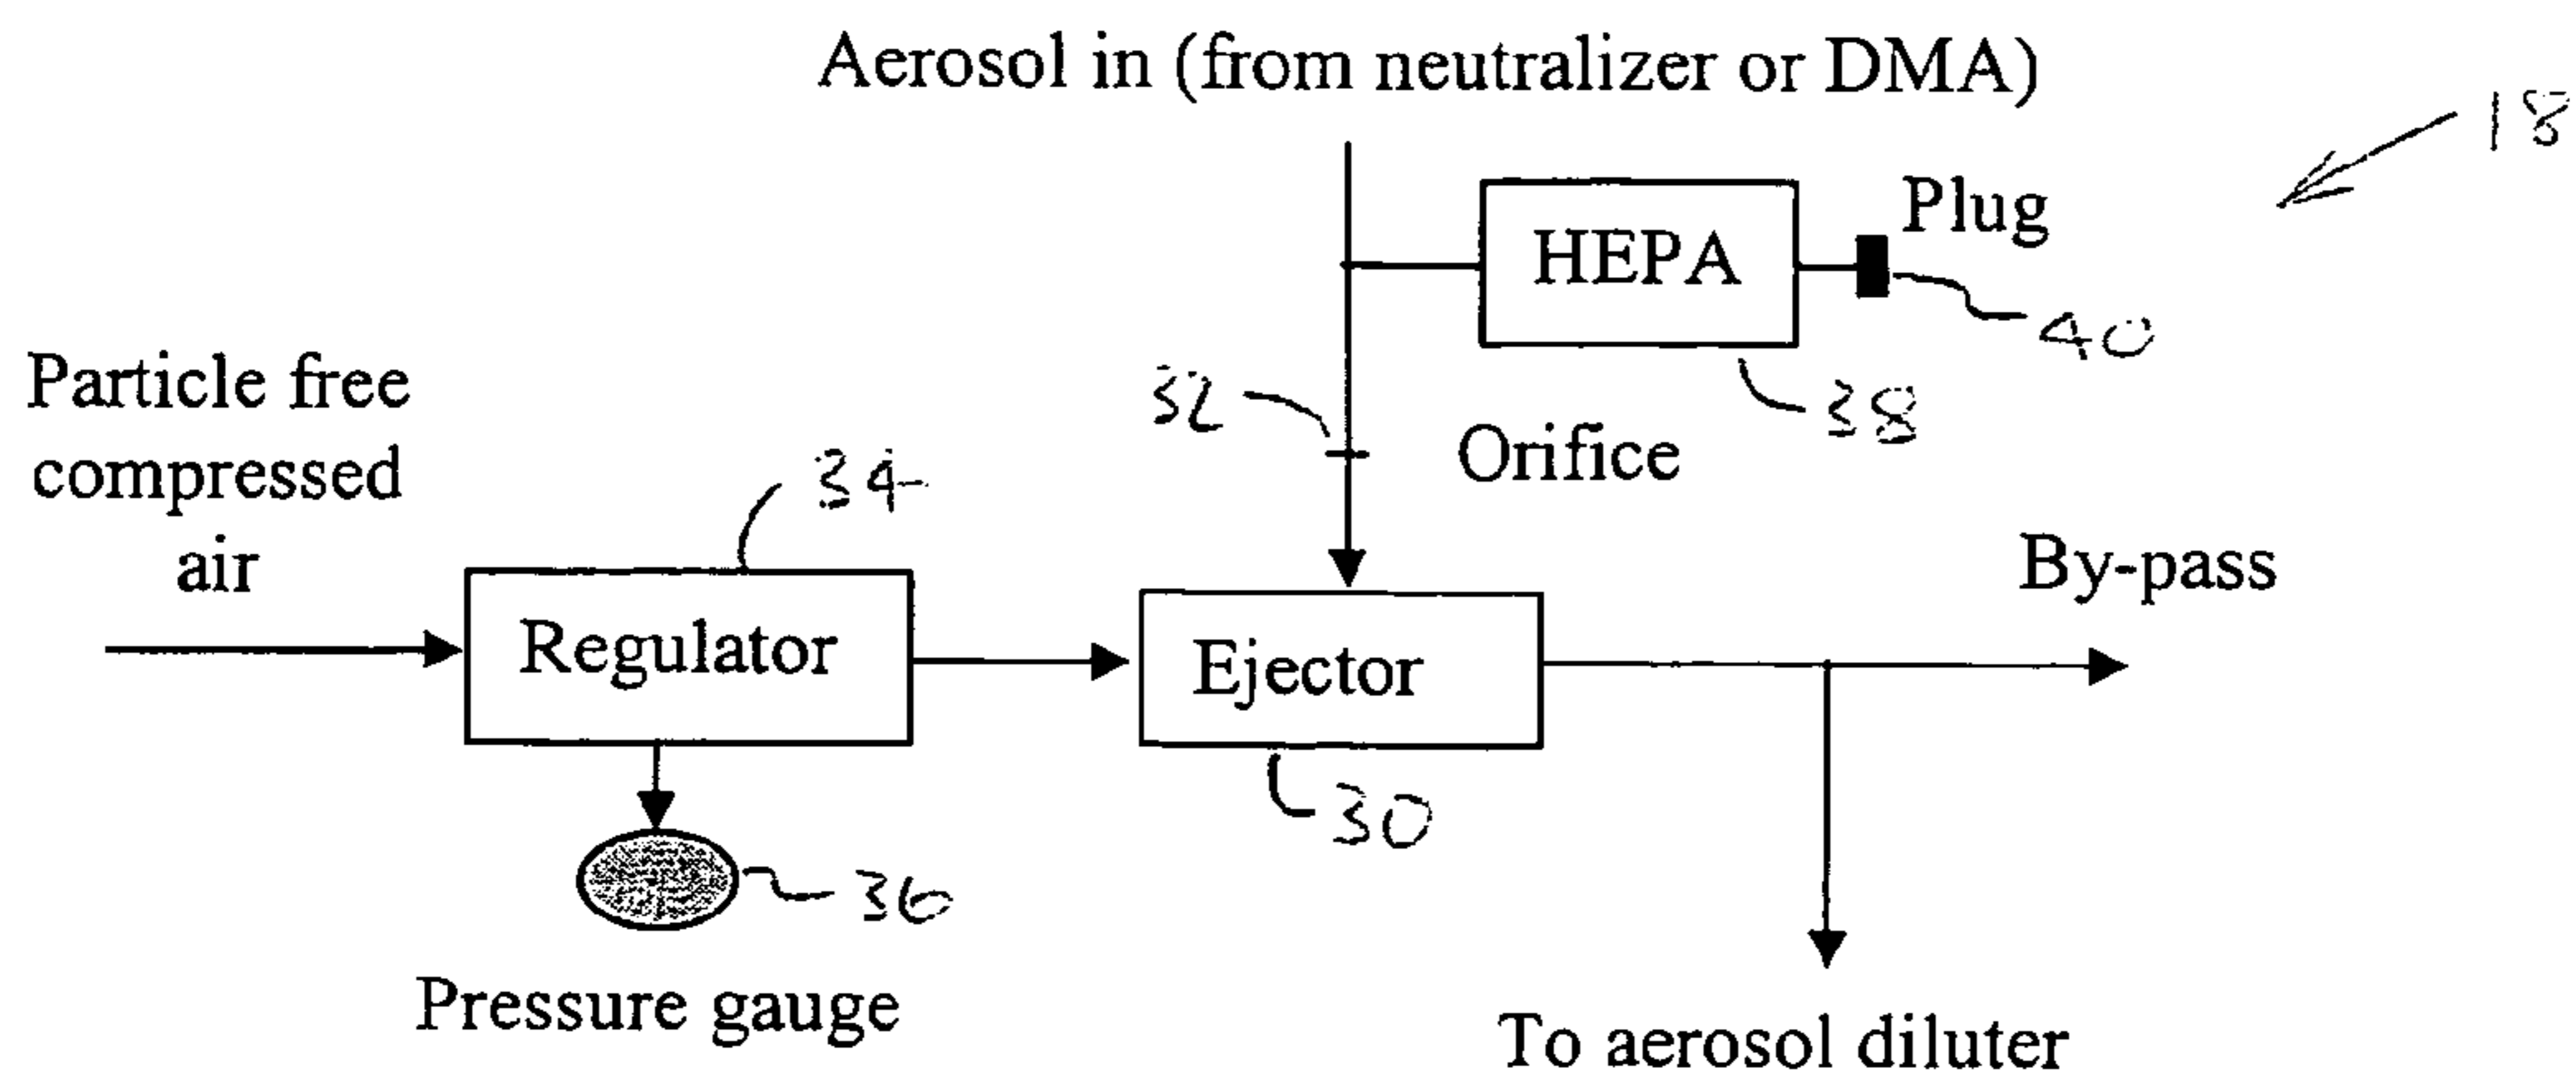 Aerosol in (from neutralizer or DMA)
18
HEPA
Plug
40
38
32
Orifice
Particle free
compressed
air
34
Regulator
Ejector
By-pass
30
36
Pressure gauge
To aerosol diluter